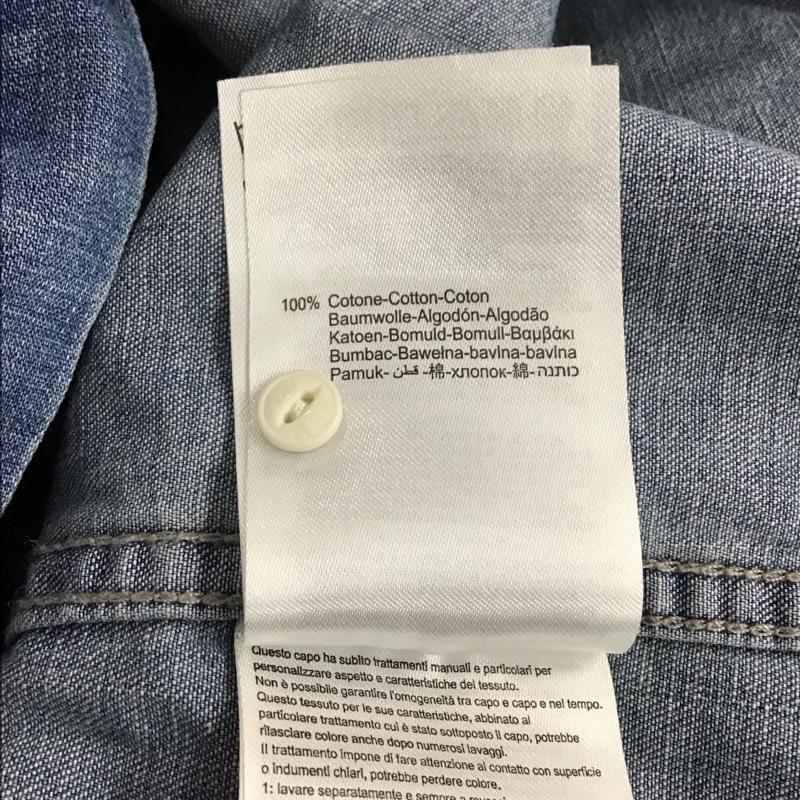 100% Cotone-Cotton-Coton
Baumwolle-Algodón-Algodão
Katoen-Bomuld-Bomull-Βαμβάκι
Bumbac-Bawełna-bavlna-bavlna
Pamuk- قطن -棉-хлопок-綿-כותנה
Questo capo ha subito trattamenti manuali e particolari per
personalizzare aspetto e caratteristiche del tessuto.
Non è possibile garantire l'omogeneità tra capo e capo e nel tempo.
Questo tessuto per le sue caratteristiche, abbinato al
particolare trattamento cui è stato sottoposto il capo, potrebbe
rilasciare colore anche dopo numerosi lavaggi.
Il trattamento impone di fare attenzione al contatto con superficie
o indumenti chiari, potrebbe perdere colore.
1: lavare separatamente e sempre a